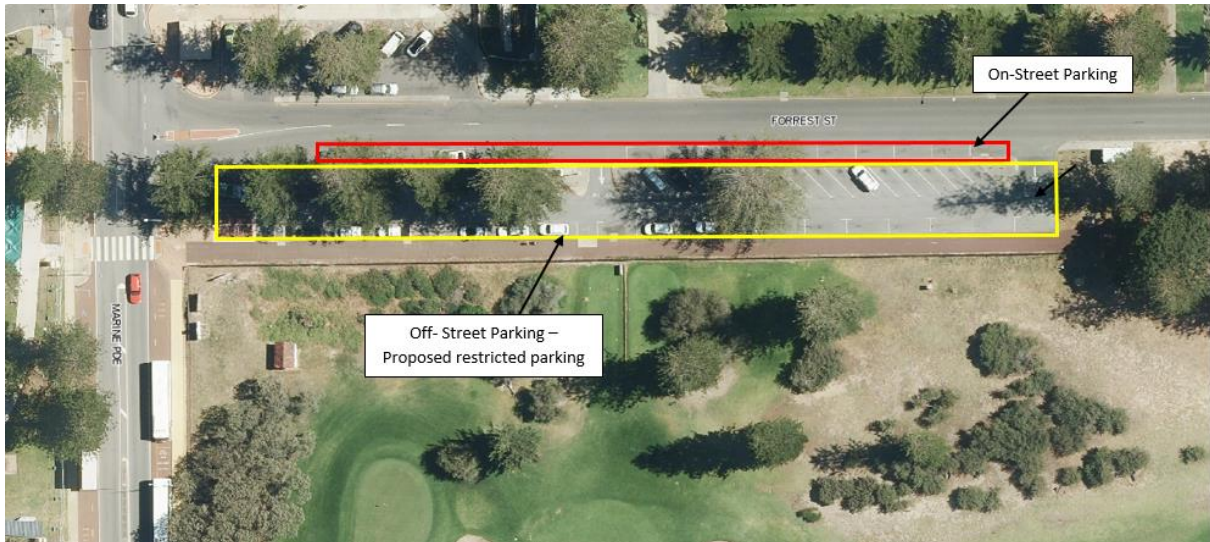 On-Street Parking
FORREST ST
Off- Street Parking –
Proposed restricted parking
MARINE PDE